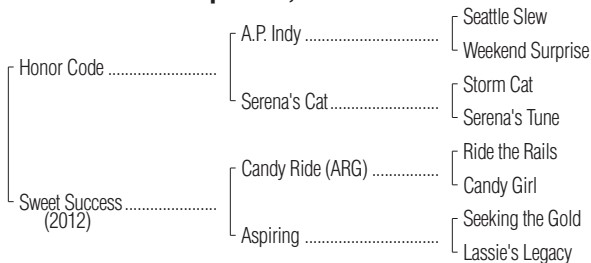 Seattle Slew
A.P. Indy ................................
Weekend Surprise
Honor Code ..........................
Storm Cat
Serena's Cat..........................
Serena's Tune
Ride the Rails
Candy Ride (ARG) ................
Candy Girl
Sweet Success......................
(2012)
Seeking the Gold
Aspiring ................................
Lassie's Legacy